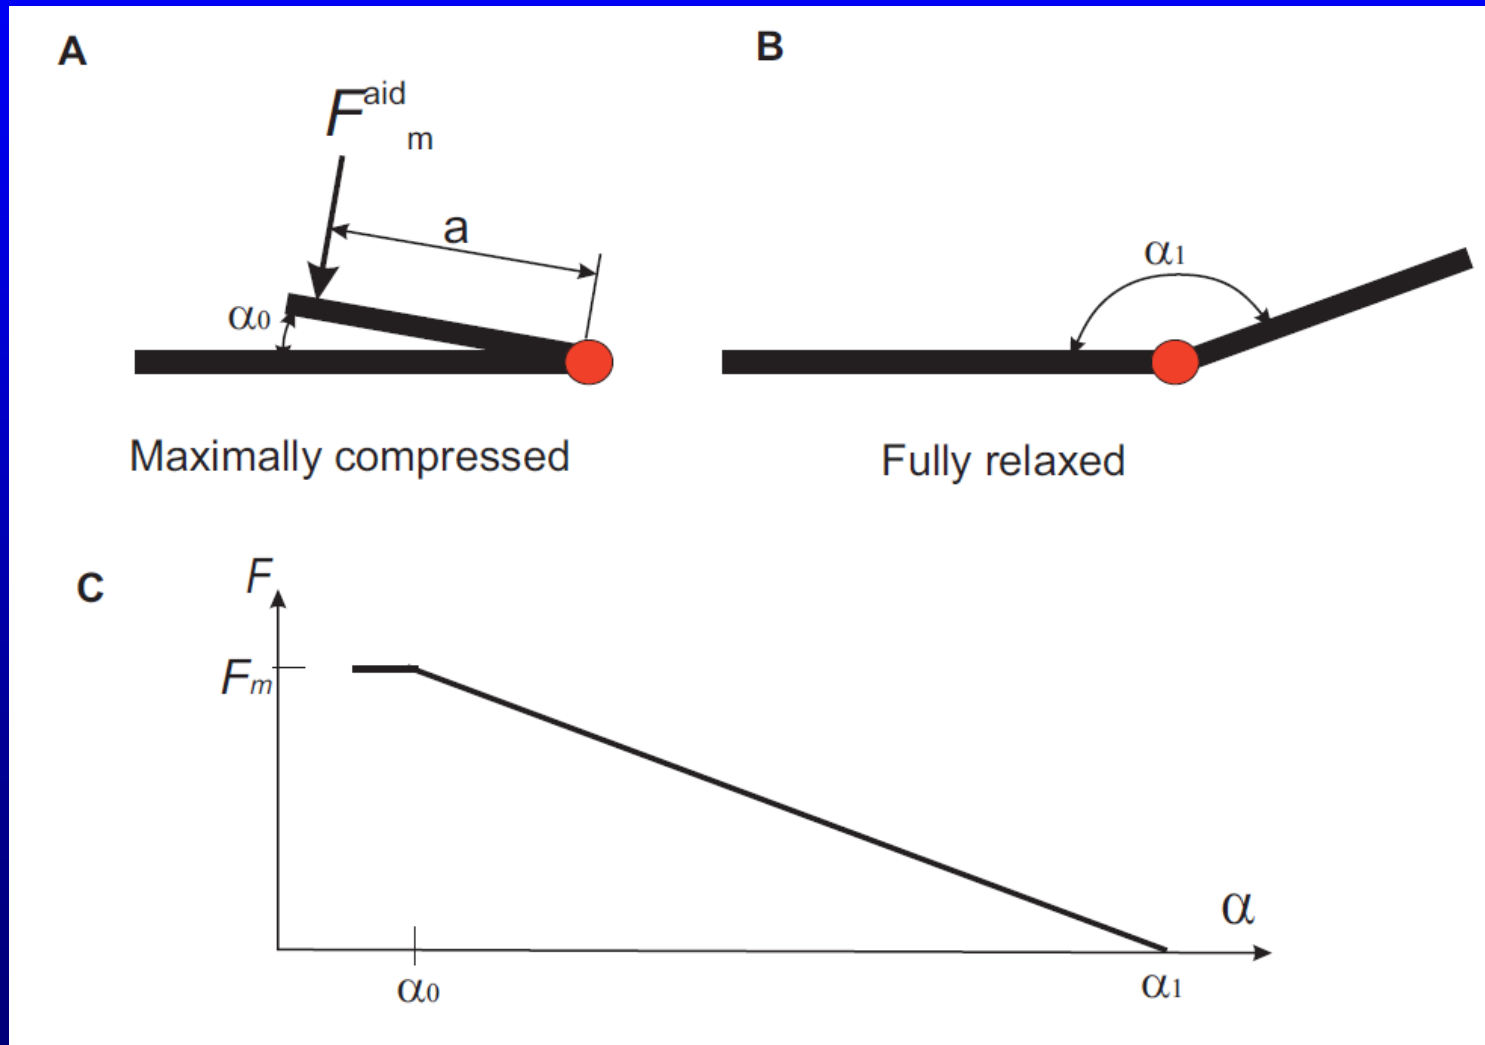 A
B
F aid m
a
α0
α1
Maximally compressed
Fully relaxed
C
F
Fm
α
α0
α1